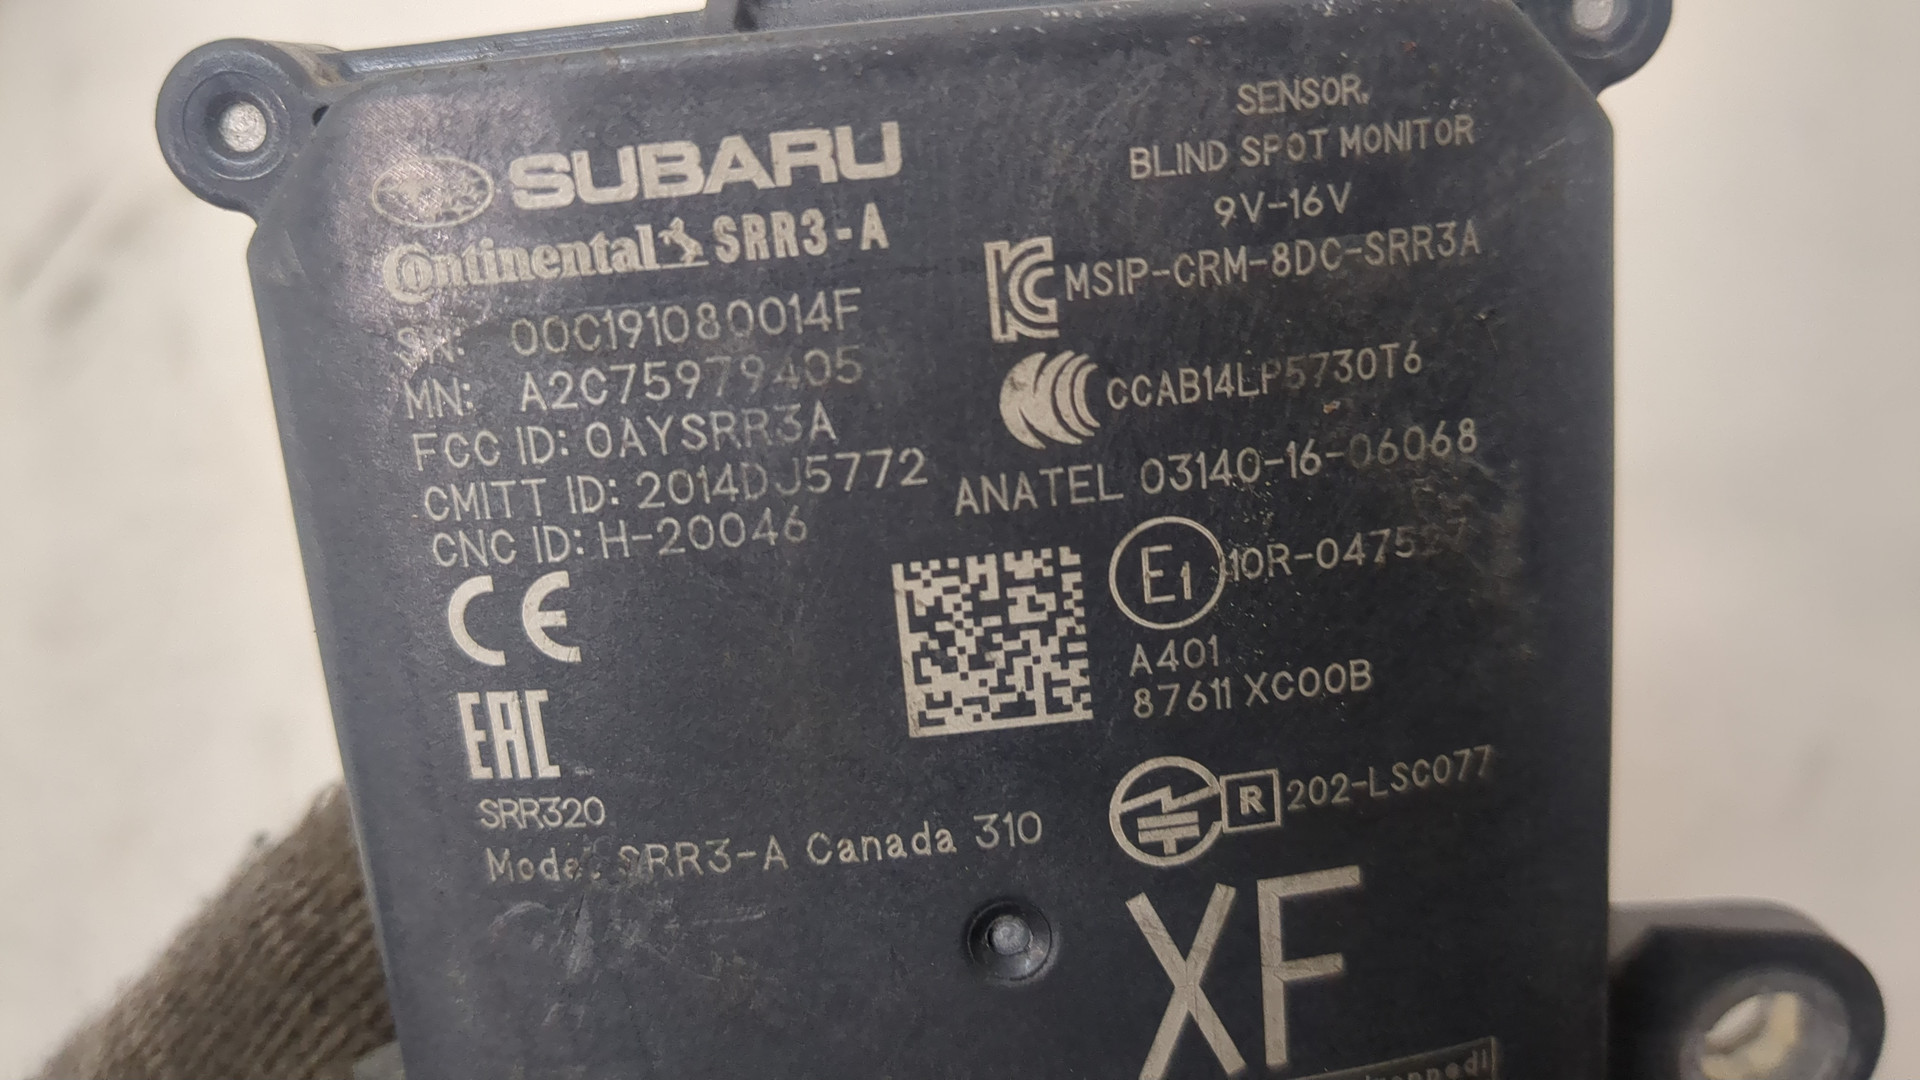 SUBARU
Continental SRR3-A
SN: 00C191080014F
MN: A2C75979405
FCC ID: OAYSRR3A
CMITT ID: 2014DJ5772
CNC ID: H-20046
CE
EAC
SRR320
Model: SRR3-A Canada 310
SENSOR,
BLIND SPOT MONITOR
9V-16V
MSIP-CRM-8DC-SRR3A
CCAB14LP5730T6
ANATEL 03140-16-06068
E1
A401
87611 XC00B
R 202-LSC077
XF